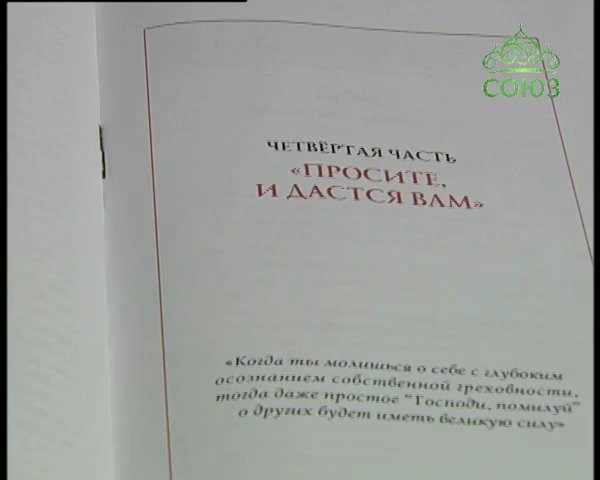 СОЮЗ
ЧЕТВЁРТАЯ ЧАСТЬ
«ПРОСИТЕ,
И ДАСТСЯ ВАМ»
«Когда ты молишься о себе с глубоким
осознанием собственной греховности,
тогда даже простое "Господи, помилуй"
о других будет иметь великую силу»